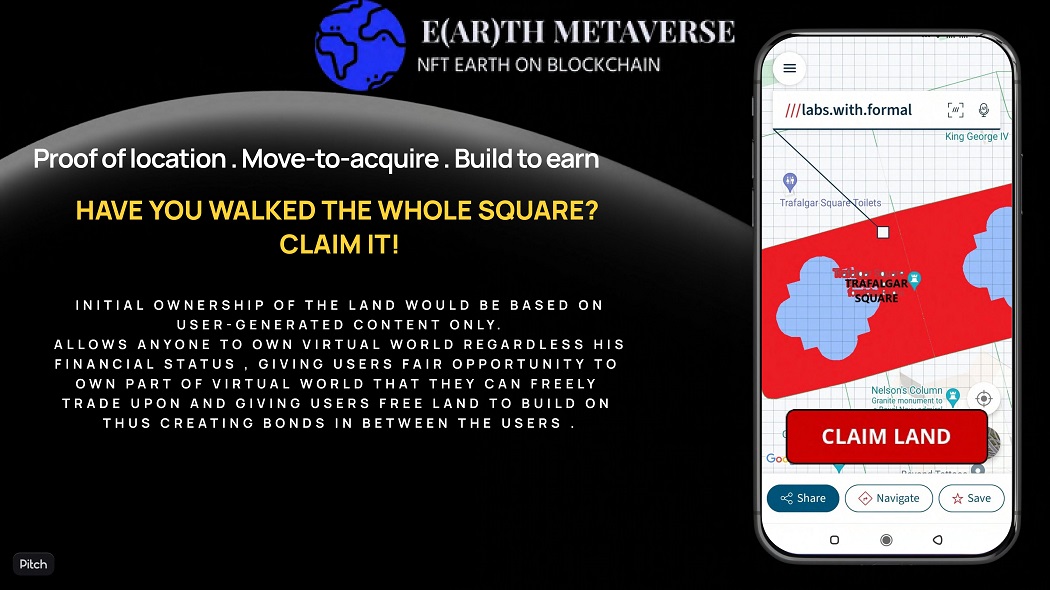 E(AR)TH METAVERSE
NFT EARTH ON BLOCKCHAIN
Proof of location . Move-to-acquire . Build to earn
HAVE YOU WALKED THE WHOLE SQUARE?
CLAIM IT!
INITIAL OWNERSHIP OF THE LAND WOULD BE BASED ON
USER-GENERATED CONTENT ONLY.
ALLOWS ANYONE TO OWN VIRTUAL WORLD REGARDLESS HIS
FINANCIAL STATUS , GIVING USERS FAIR OPPORTUNITY TO
OWN PART OF VIRTUAL WORLD THAT THEY CAN FREELY
TRADE UPON AND GIVING USERS FREE LAND TO BUILD ON
THUS CREATING BONDS IN BETWEEN THE USERS .
Pitch
///labs.with.formal
King George IV
Trafalgar Square Toilets
TRAFALGAR
SQUARE
Nelson's Column
Granite monument to
CLAIM LAND
Share
Navigate
Save